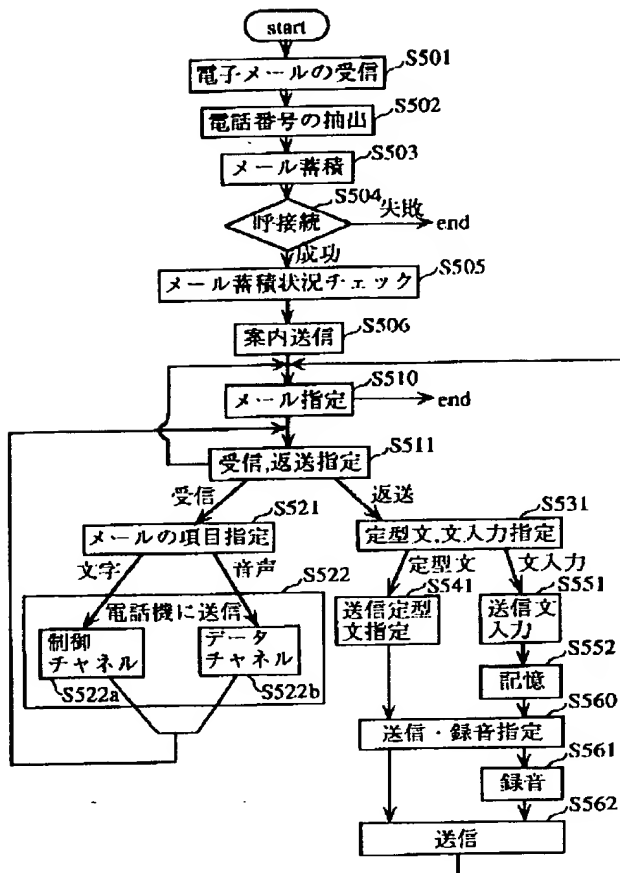 start
電子メールの受信
S501
電話番号の抽出
S502
メール蓄積
S503
呼接続
S504
失敗
end
成功
メール蓄積状況チェック
S505
案内送信
S506
メール指定
S510
end
受信,返送指定
S511
受信
返送
メールの項目指定
S521
定型文,文入力指定
S531
文字
音声
S522
定型文
文入力
電話機に送信
制御
チャネル
S522a
データ
チャネル
S522b
送信定型
文指定
S541
送信文
入力
S551
記憶
S552
送信・録音指定
S560
録音
S561
送信
S562